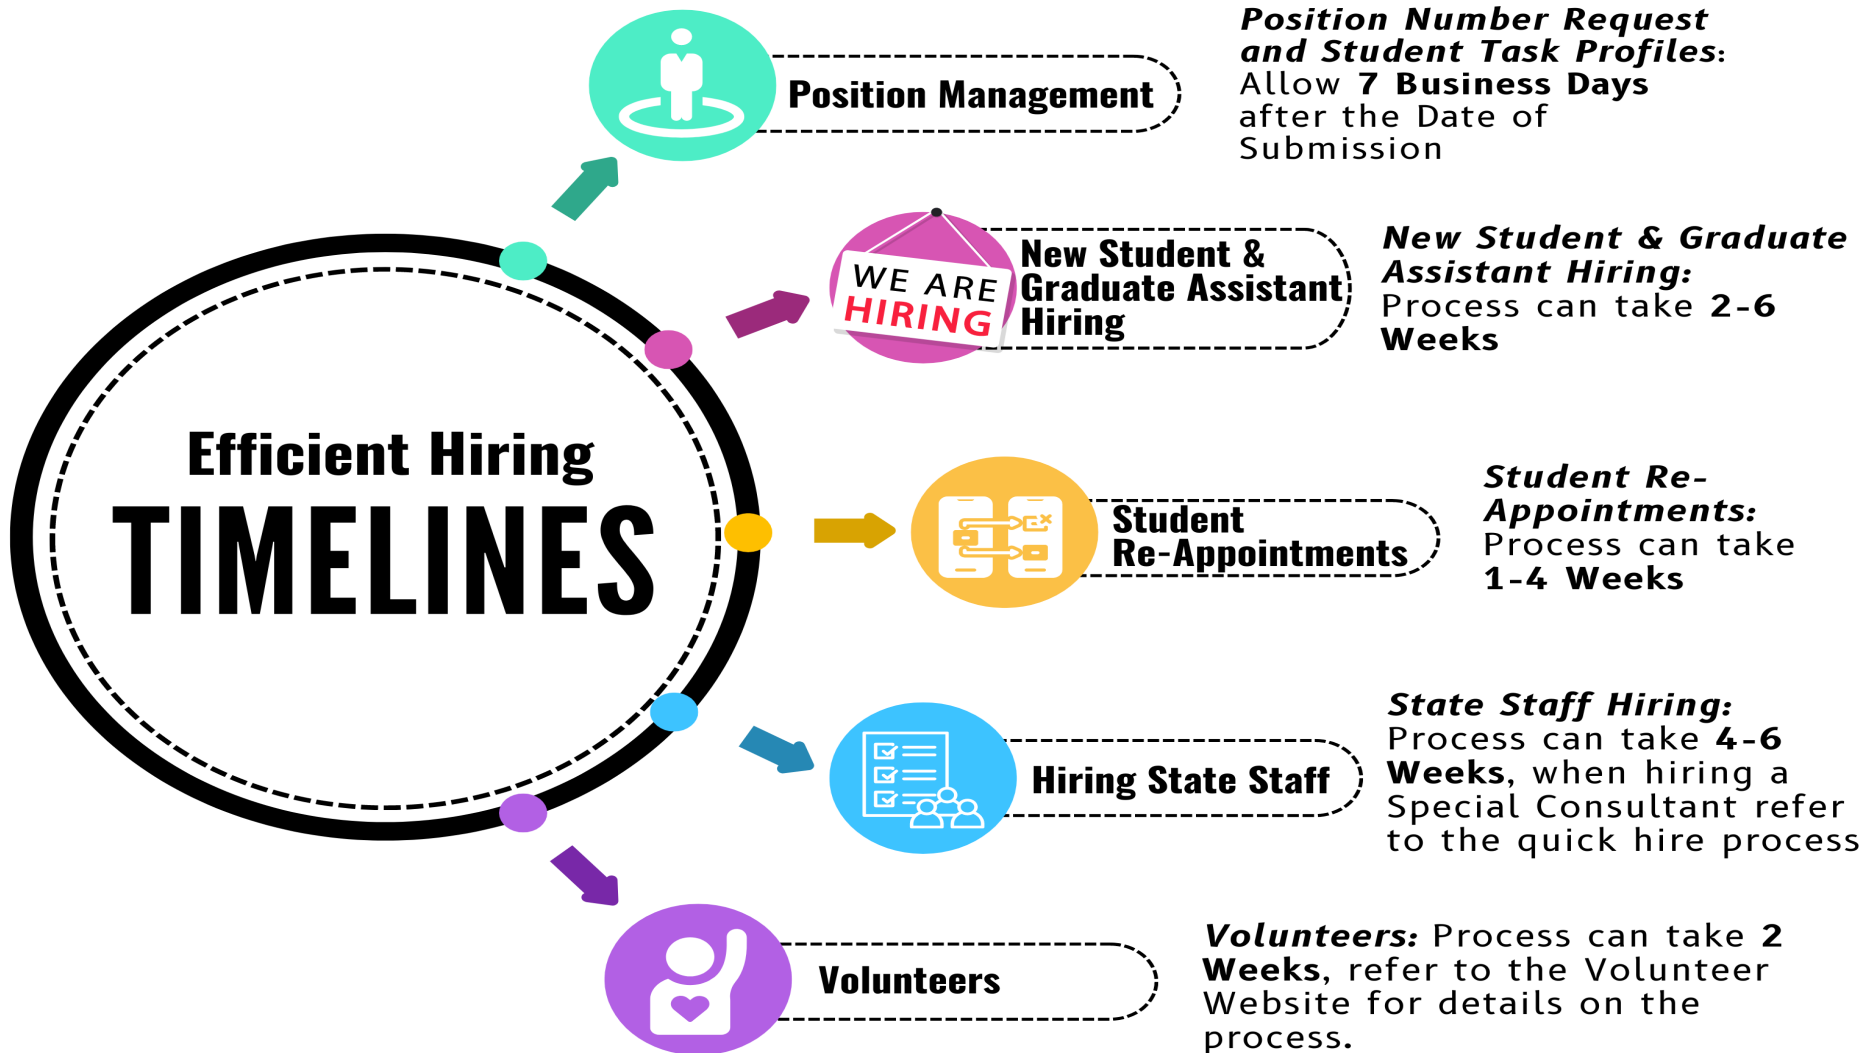 Efficient Hiring
TIMELINES
Position Management
Position Number Request
and Student Task Profiles:
Allow 7 Business Days
after the Date of
Submission
WE ARE
HIRING
New Student &
Graduate Assistant
Hiring
New Student & Graduate
Assistant Hiring:
Process can take 2-6
Weeks
Student
Re-Appointments
Student Re-
Appointments:
Process can take
1-4 Weeks
Hiring State Staff
State Staff Hiring:
Process can take 4-6
Weeks, when hiring a
Special Consultant refer
to the quick hire process
Volunteers
Volunteers: Process can take 2
Weeks, refer to the Volunteer
Website for details on the
process.